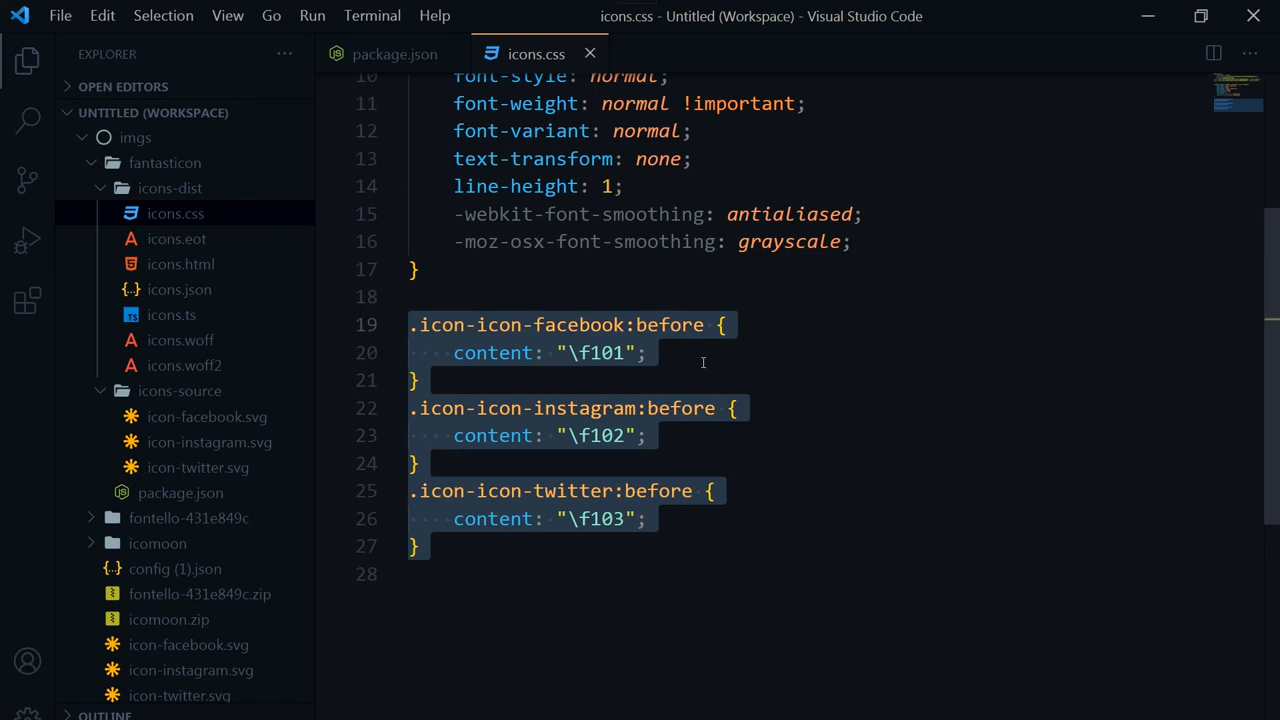 File Edit Selection View Go Run Terminal Help
icons.css - Untitled (Workspace) - Visual Studio Code
EXPLORER
OPEN EDITORS
UNTITLED (WORKSPACE)
imgs
fantasticon
icons-dist
icons.css
icons.eot
icons.html
icons.json
icons.ts
icons.woff
icons.woff2
icons-source
icon-facebook.svg
icon-instagram.svg
icon-twitter.svg
package.json
fontello-431e849c
icomoon
config (1).json
fontello-431e849c.zip
icomoon.zip
icon-facebook.svg
icon-instagram.svg
icon-twitter.svg
OUTLINE
package.json
icons.css
10 font-style: normal;
11 font-weight: normal !important;
12 font-variant: normal;
13 text-transform: none;
14 line-height: 1;
15 -webkit-font-smoothing: antialiased;
16 -moz-osx-font-smoothing: grayscale;
17 }
18
19 .icon-icon-facebook:before {
20 content: "\f101";
21 }
22 .icon-icon-instagram:before {
23 content: "\f102";
24 }
25 .icon-icon-twitter:before {
26 content: "\f103";
27 }
28